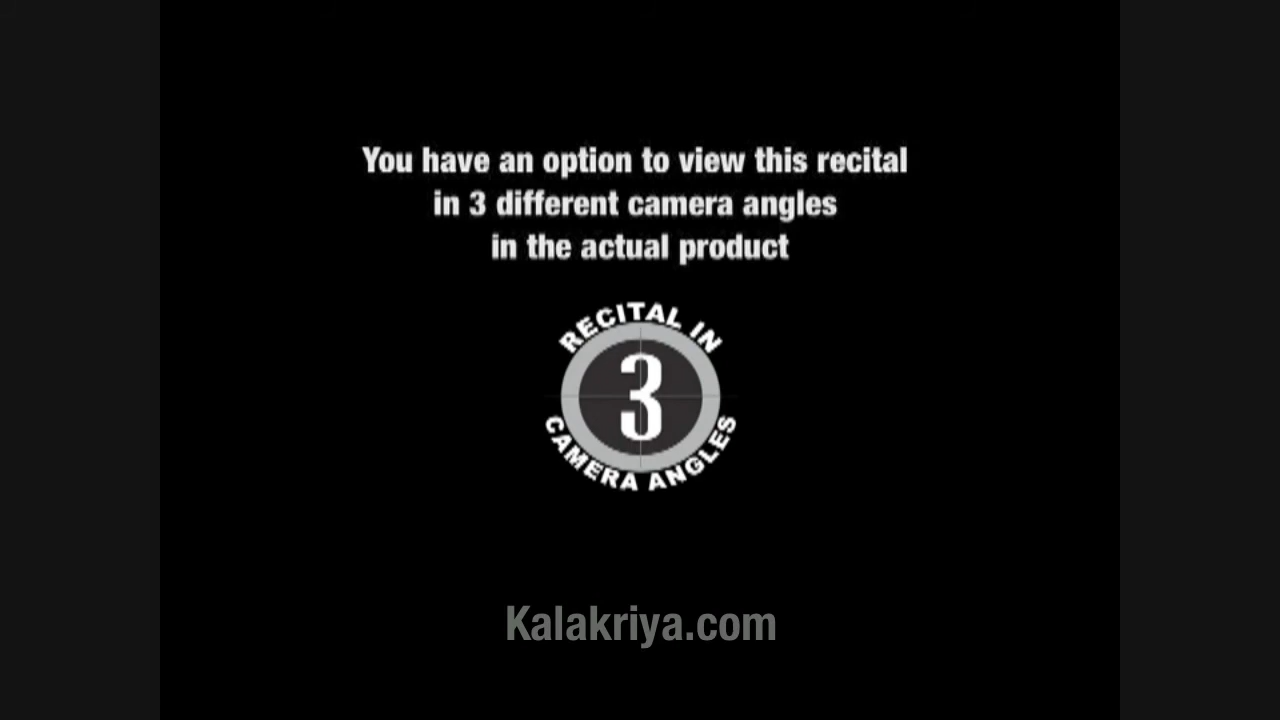 You have an option to view this recital
in 3 different camera angles
in the actual product
RECITAL IN
3
CAMERA ANGLES
Kalakriya.com